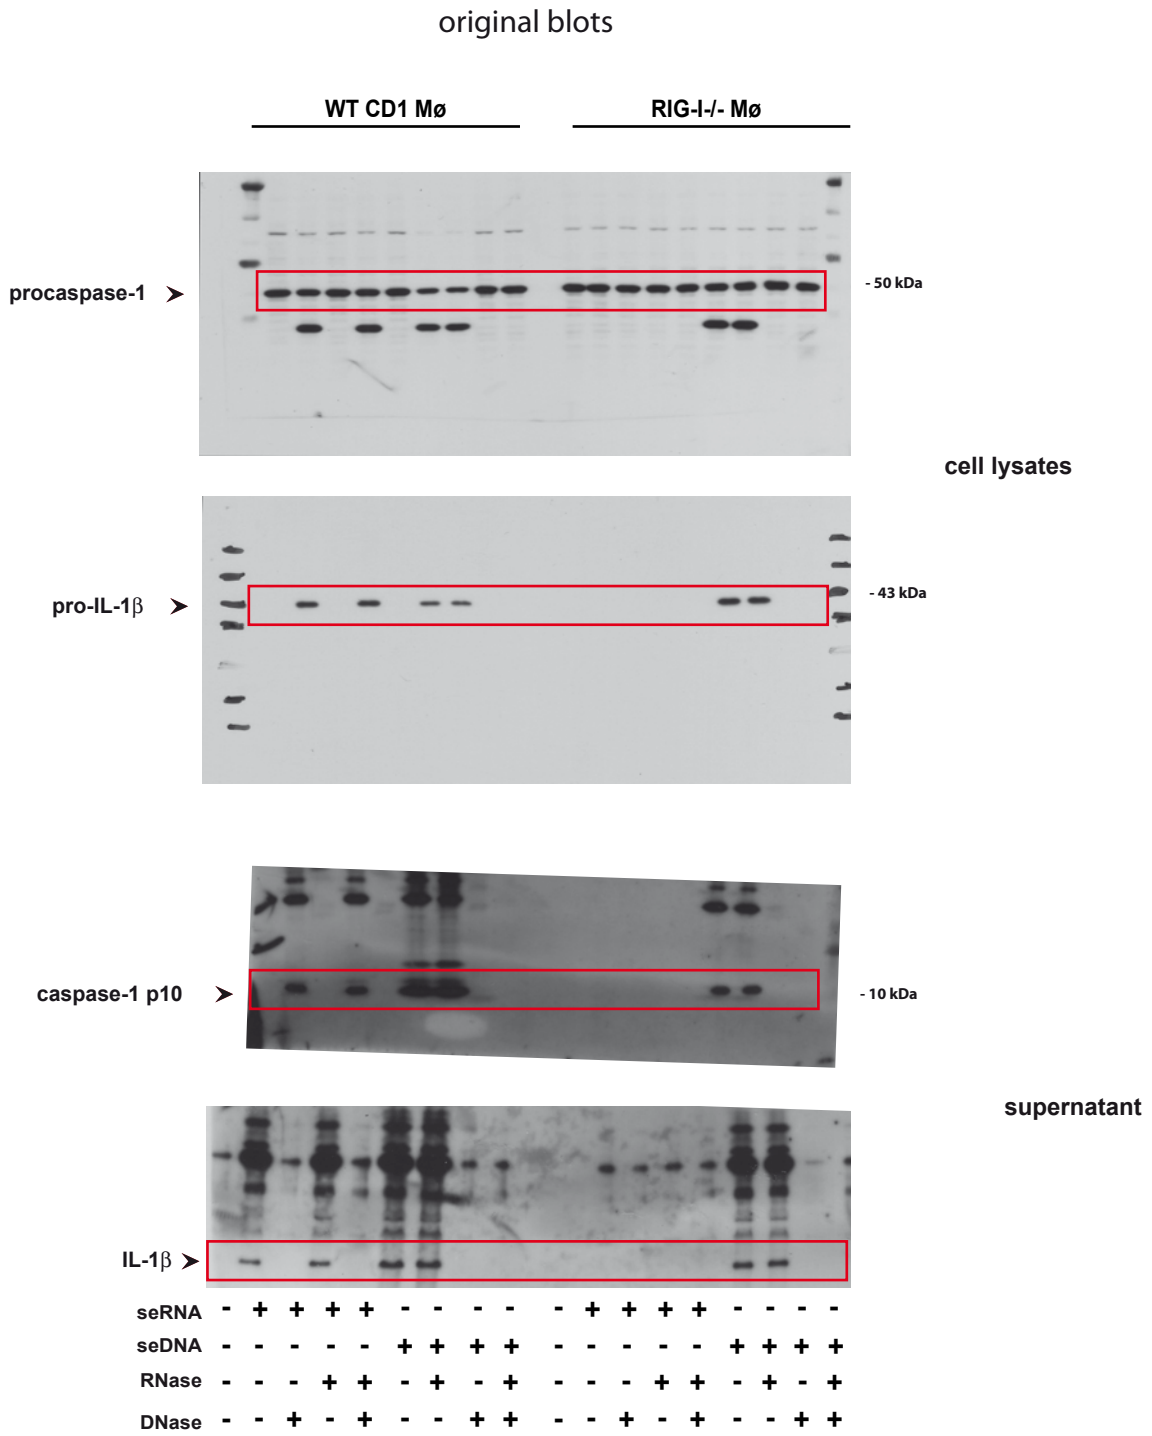 original blots
WT CD1 Mø RIG-I-/- Mø
procaspase-1 - 50 kDa
cell lysates
pro-IL-1β - 43 kDa
caspase-1 p10 - 10 kDa
supernatant
IL-1β
seRNA - + + + + - - - - - + + + + - - - -
seDNA - - - - - + + + + - - - - - + + + +
RNase - - - + + - + - + - - - + + - + - +
DNase - - + - + - - + + - - + - + - - + +